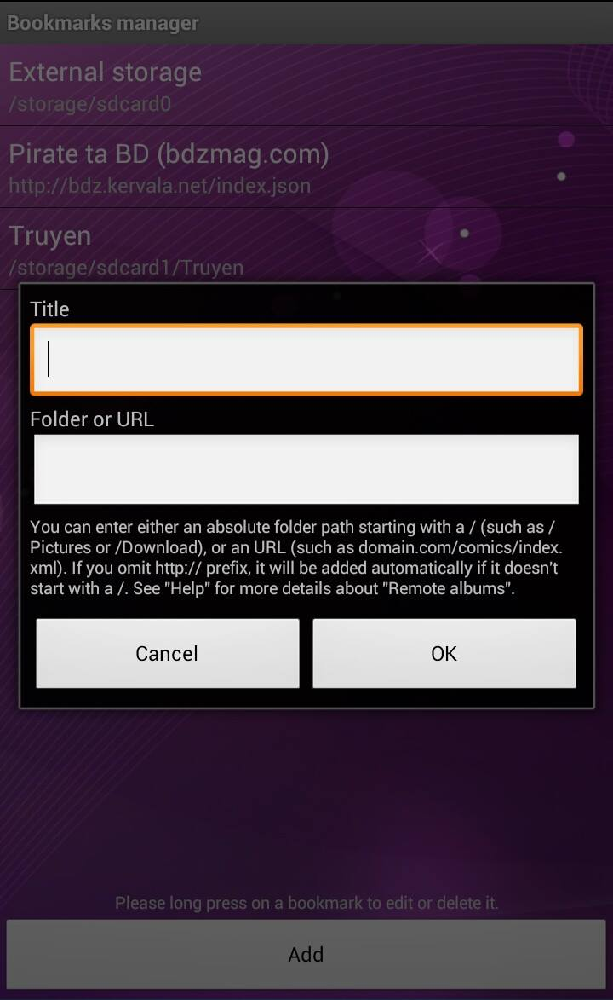 Bookmarks manager
External storage
/storage/sdcard0
Pirate ta BD (bdzmag.com)
http://bdz.kervala.net/index.json
Truyen
/storage/sdcard1/Truyen
Title
Folder or URL
You can enter either an absolute folder path starting with a / (such as /
Pictures or /Download), or an URL (such as domain.com/comics/index.
xml). If you omit http:// prefix, it will be added automatically if it doesn't
start with a /. See "Help" for more details about "Remote albums".
Cancel
OK
Please long press on a bookmark to edit or delete it.
Add